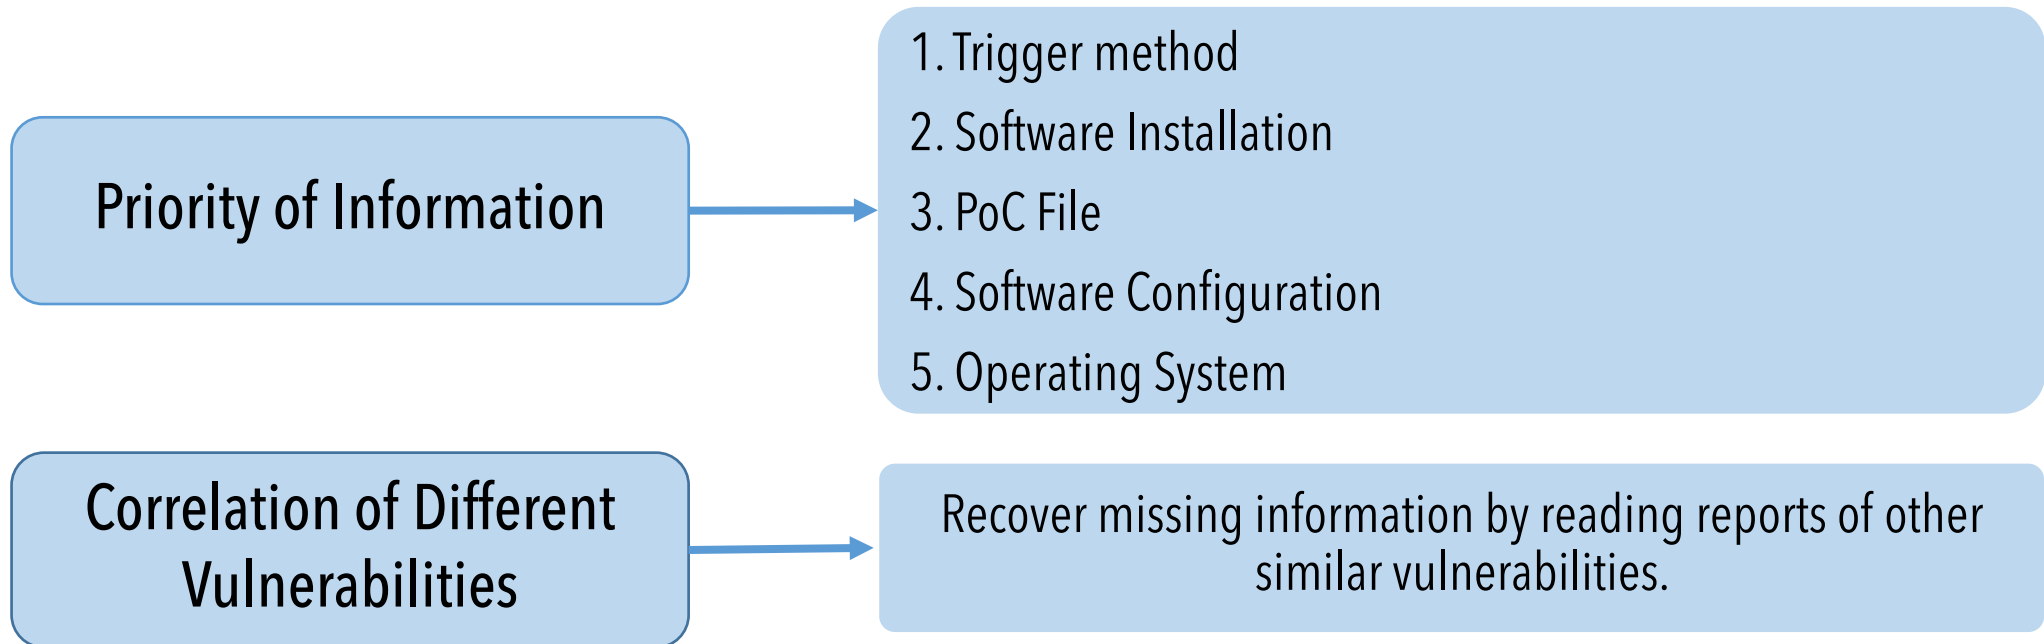 Priority of Information
1. Trigger method
2. Software Installation
3. PoC File
4. Software Configuration
5. Operating System
Correlation of Different
Vulnerabilities
Recover missing information by reading reports of other
similar vulnerabilities.